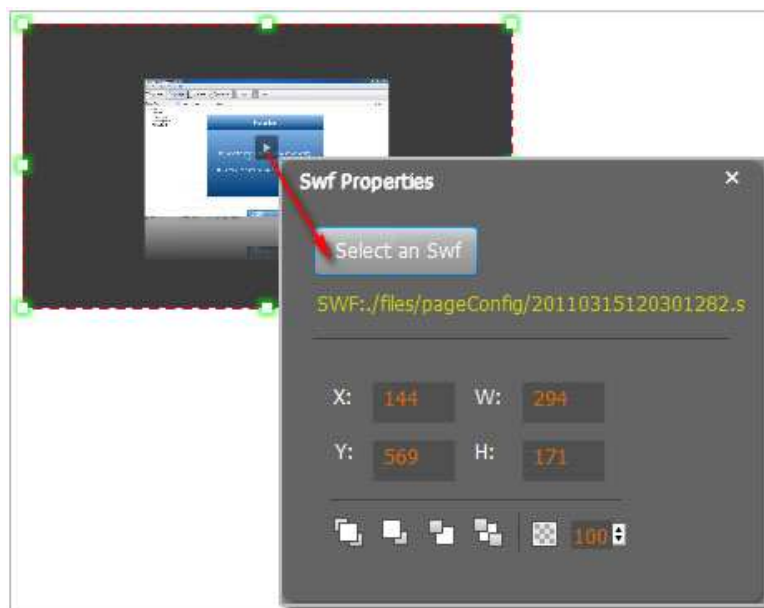 Swf Properties
Select an Swf
SWF:./files/pageConfig/20110315120301282.s
X: 144 W: 294
Y: 569 H: 171
100